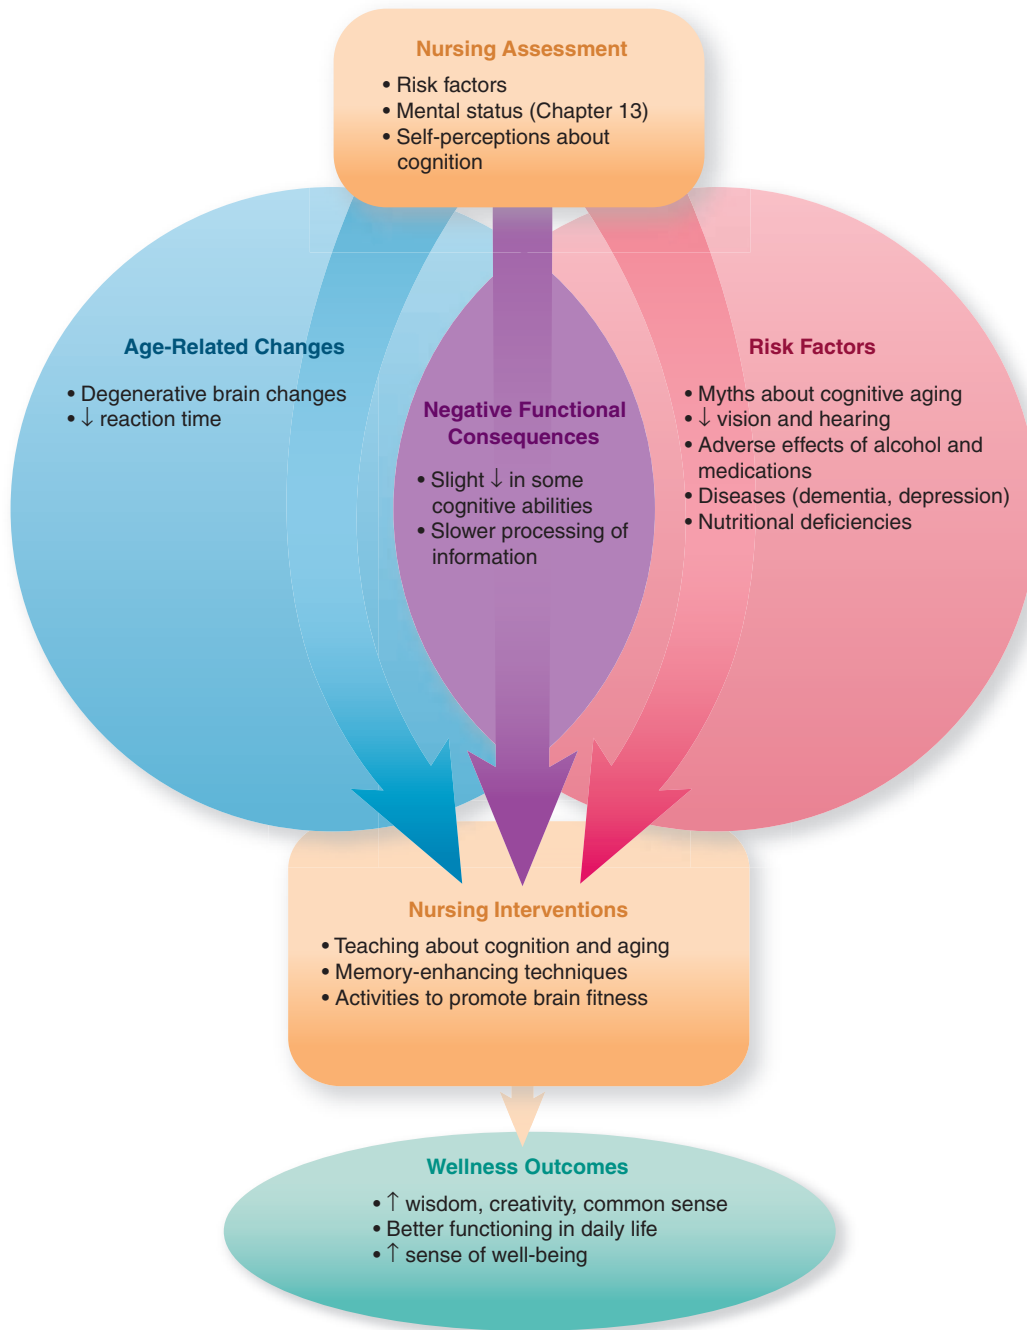 Nursing Assessment
• Risk factors
• Mental status (Chapter 13)
• Self-perceptions about
cognition
Age-Related Changes
• Degenerative brain changes
• ↓ reaction time
Negative Functional
Consequences
• Slight ↓ in some
cognitive abilities
• Slower processing of
information
Risk Factors
• Myths about cognitive aging
• ↓ vision and hearing
• Adverse effects of alcohol and
medications
• Diseases (dementia, depression)
• Nutritional deficiencies
Nursing Interventions
• Teaching about cognition and aging
• Memory-enhancing techniques
• Activities to promote brain fitness
Wellness Outcomes
• ↑ wisdom, creativity, common sense
• Better functioning in daily life
• ↑ sense of well-being